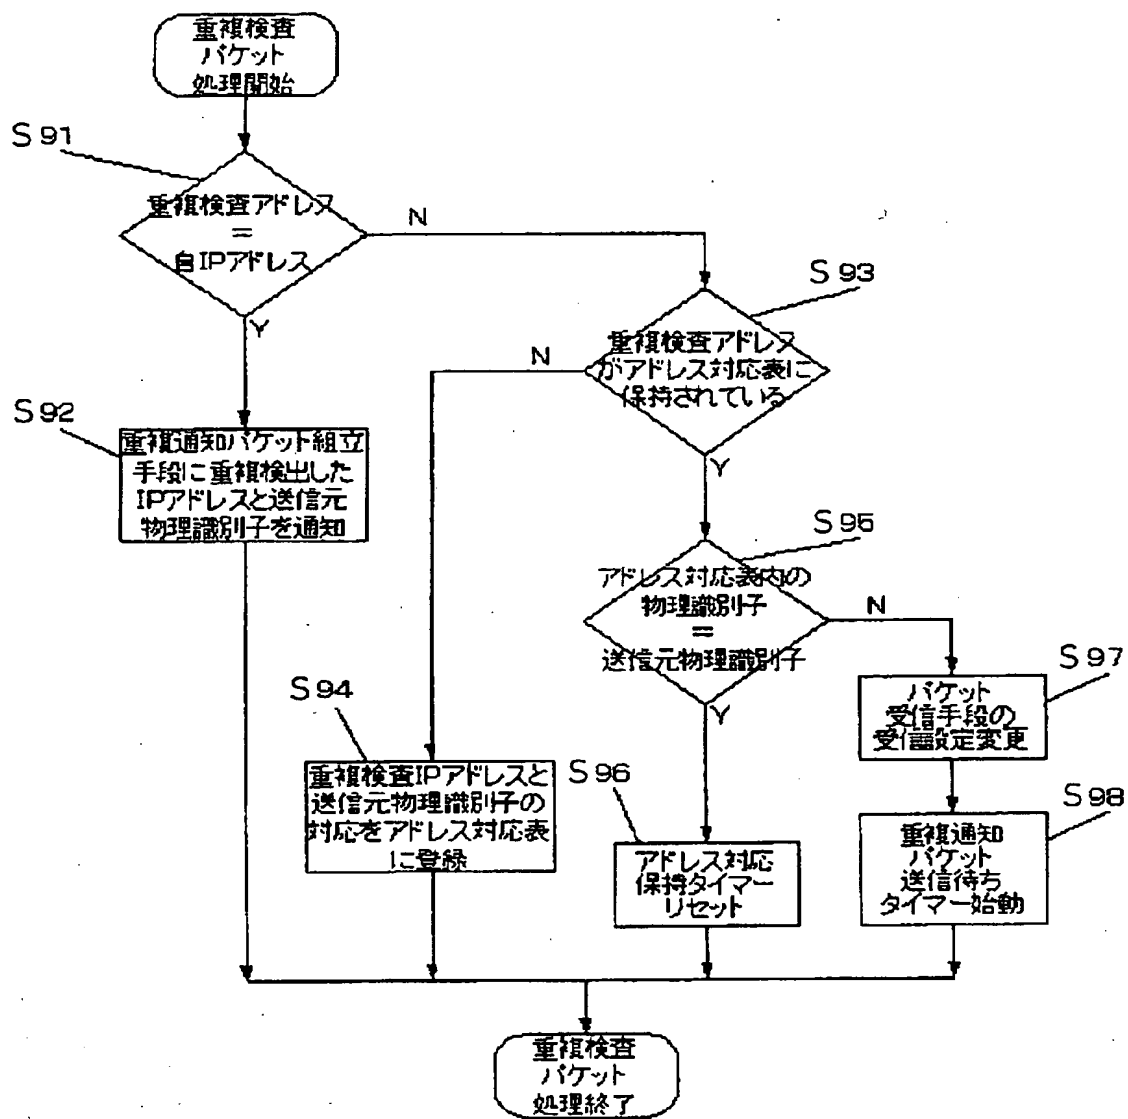 重複検査
パケット
処理開始
S91
重複検査アドレス
＝
自IPアドレス
N
Y
S93
重複検査アドレス
がアドレス対応表に
保持されている
N
Y
S92
重複通知パケット組立
手段に重複検出した
IPアドレスと送信元
物理識別子を通知
S95
アドレス対応表内の
物理識別子
＝
送信元物理識別子
N
Y
S97
パケット
受信手段の
受信設定変更
S94
重複検査IPアドレスと
送信元物理識別子の
対応をアドレス対応表
に登録
S96
アドレス対応
保持タイマー
リセット
S98
重複通知
パケット
送信待ち
タイマー始動
重複検査
パケット
処理終了